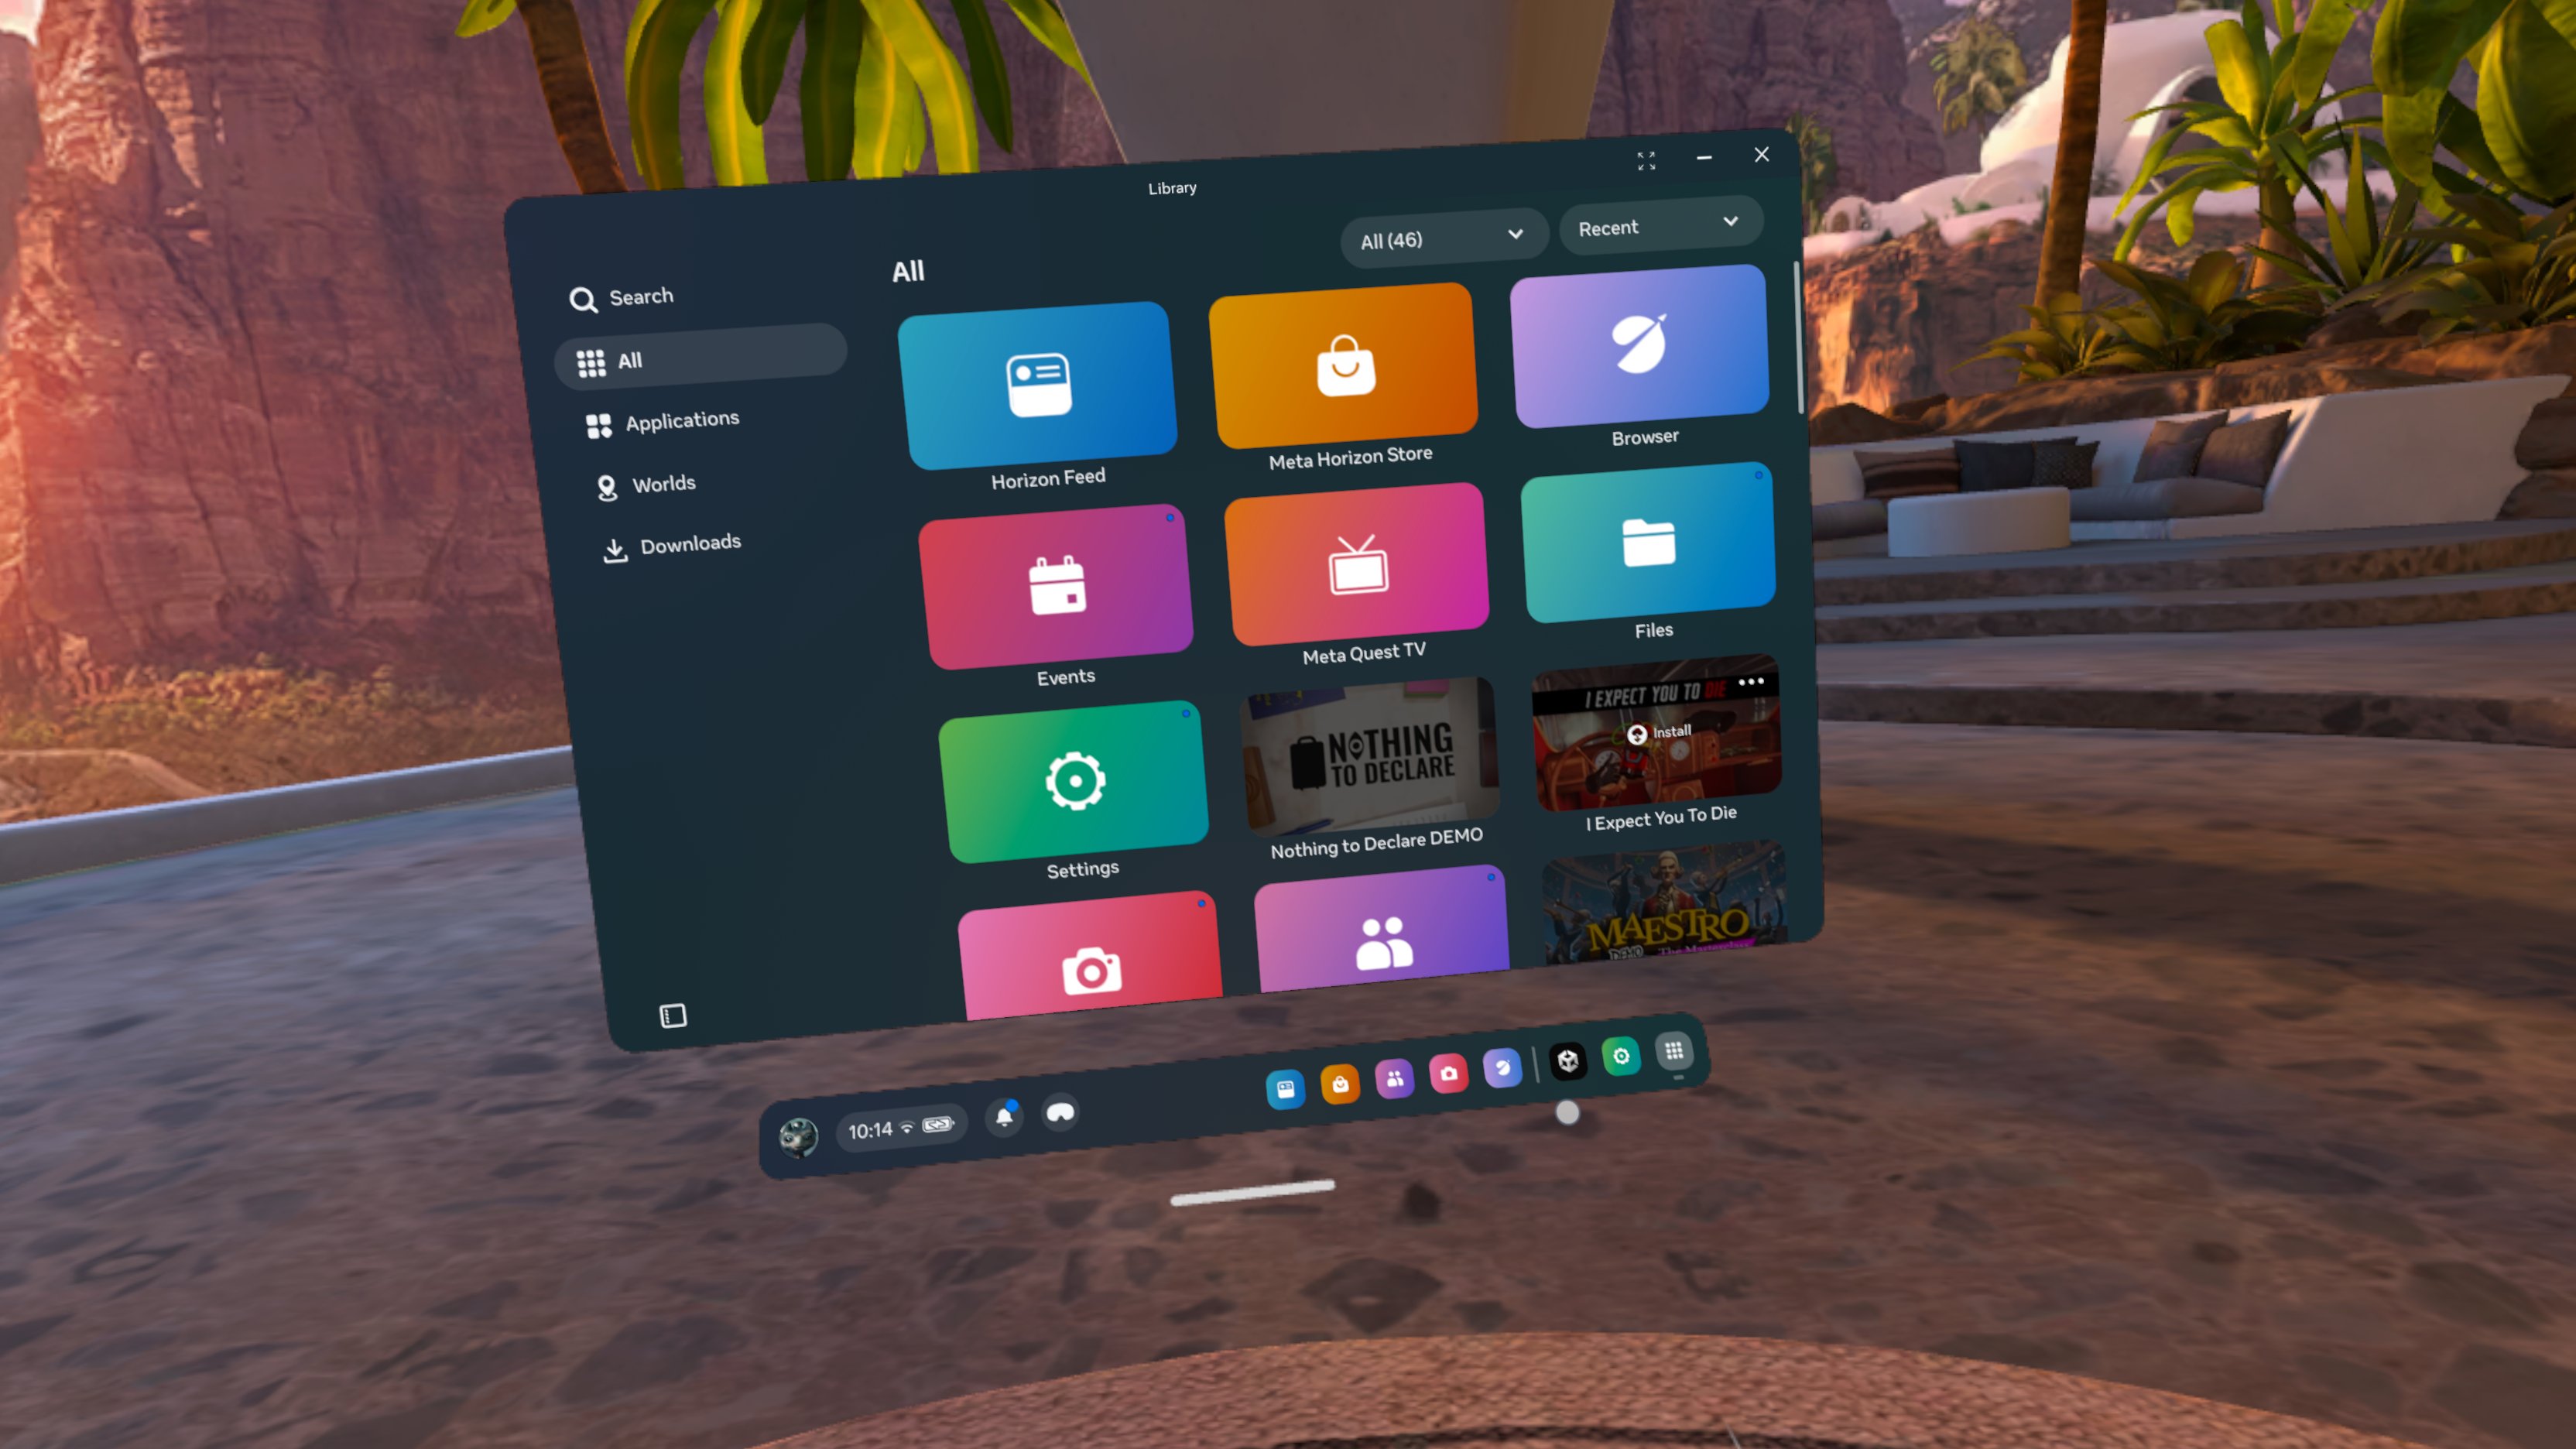 Library
All (46)
Recent
All
Search
All
Applications
Worlds
Downloads
Horizon Feed
Meta Horizon Store
Browser
Events
Meta Quest TV
Files
NOTHING
TO DECLARE
I EXPECT YOU TO DIE
Install
Settings
Nothing to Declare DEMO
I Expect You To Die
MAESTRO
DEMO
10:14